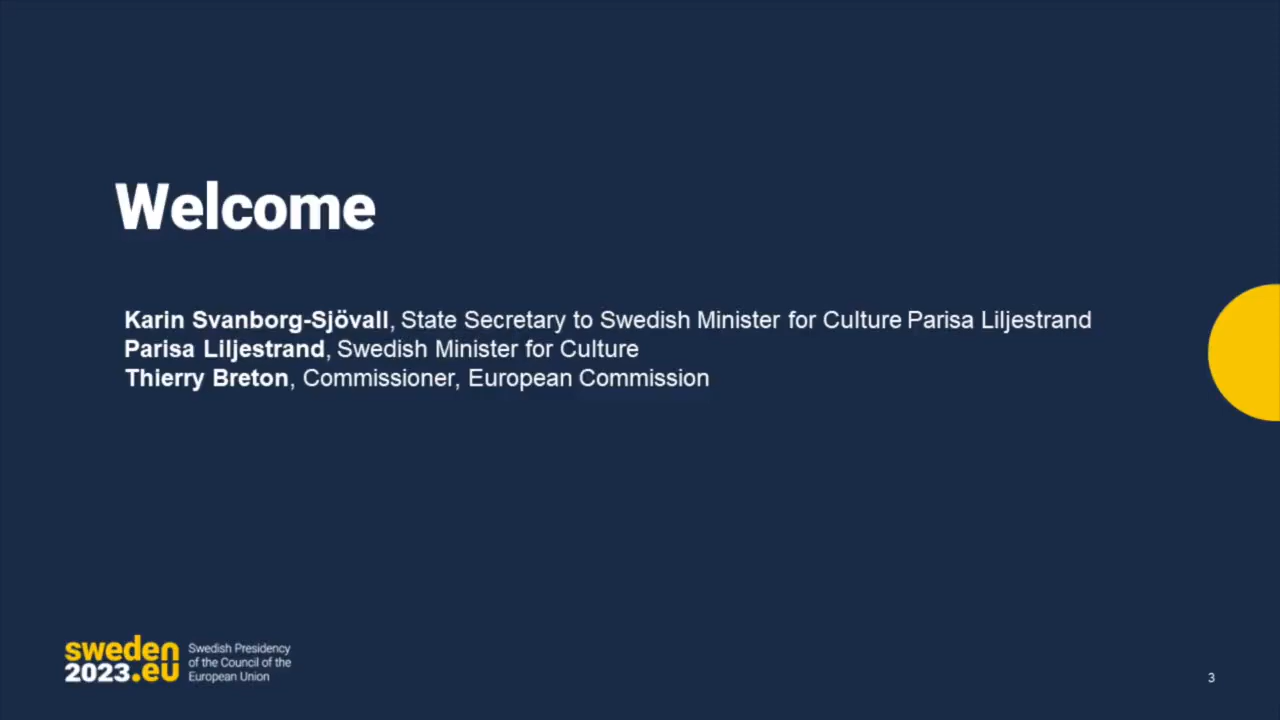 Welcome
Karin Svanborg-Sjövall, State Secretary to Swedish Minister for Culture Parisa Liljestrand
Parisa Liljestrand, Swedish Minister for Culture
Thierry Breton, Commissioner, European Commission
sweden
2023.eu
Swedish Presidency
of the Council of the
European Union
3